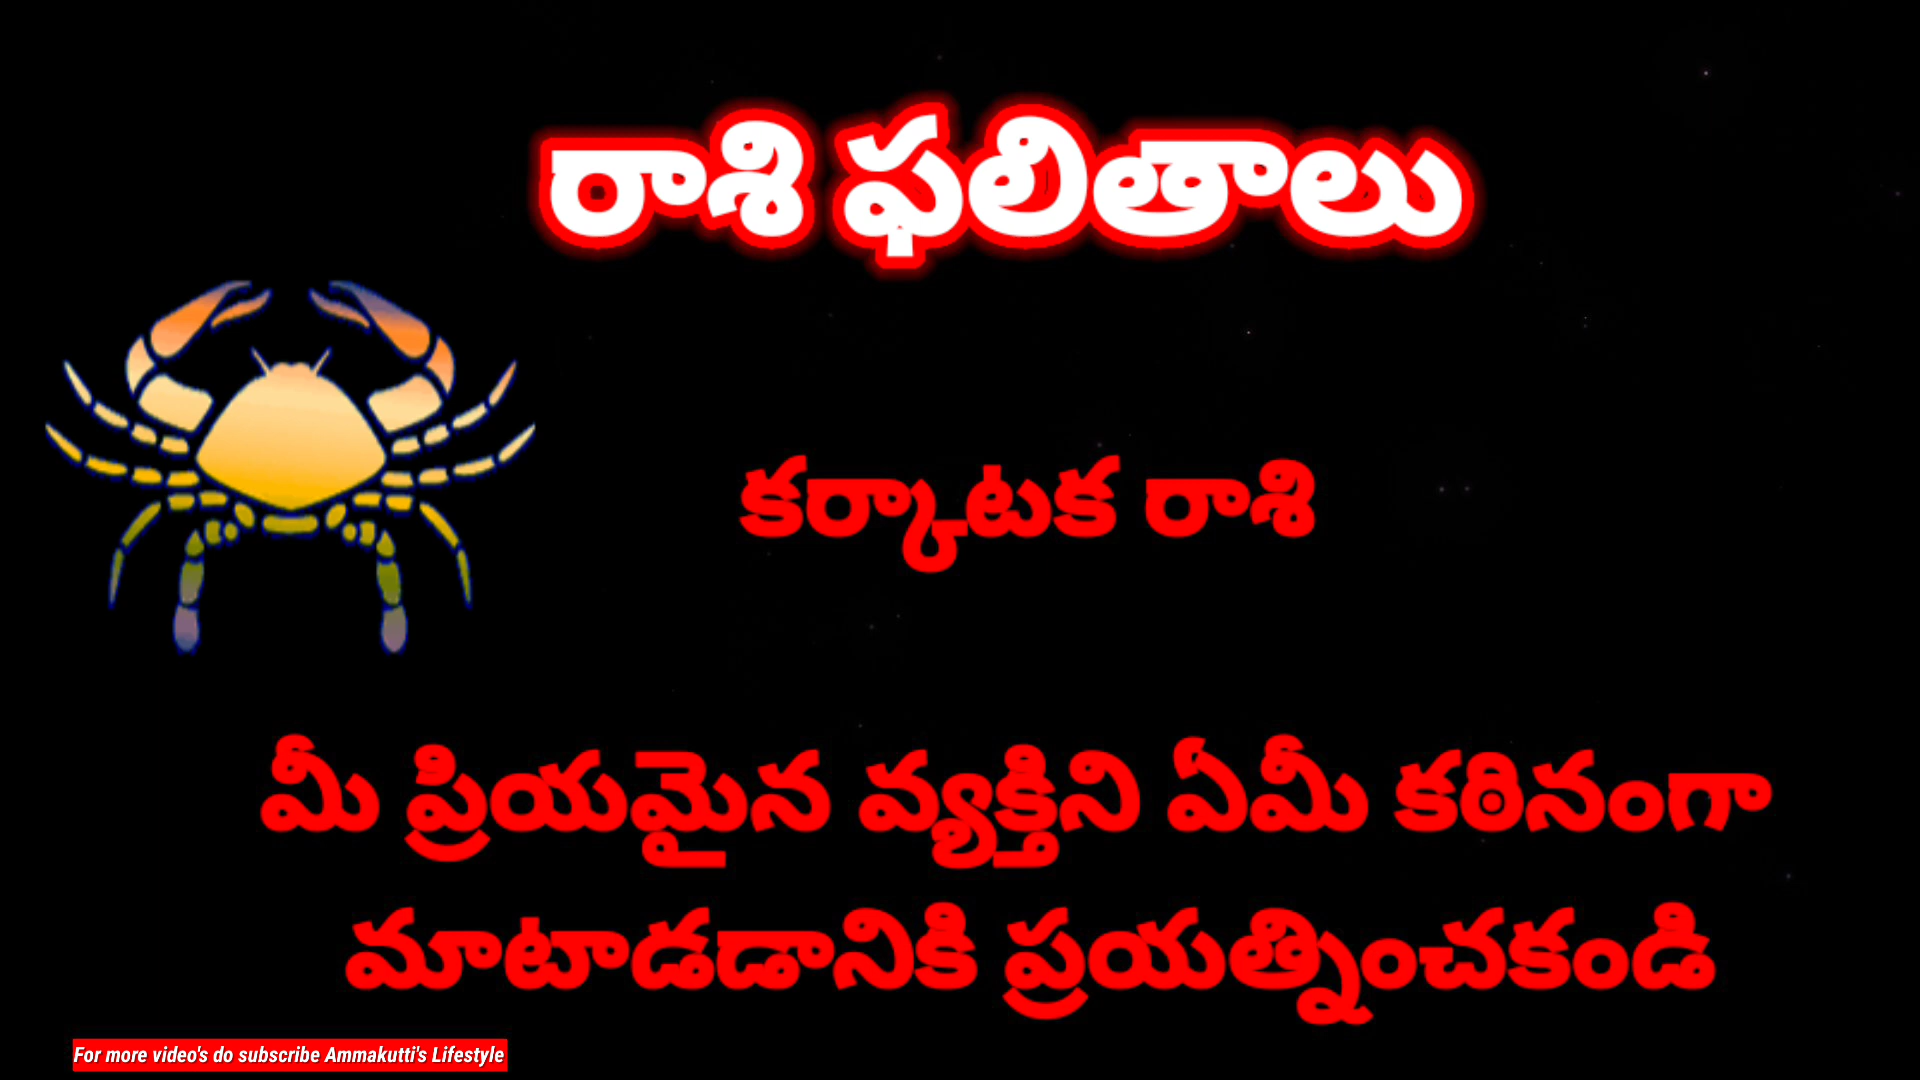 రాశి ఫలితాలు
కర్కాటక రాశి
మీ ప్రియమైన వ్యక్తిని ఏమీ కఠినంగా
మాటాడడానికి ప్రయత్నించకండి
For more video's do subscribe Ammakutti's Lifestyle